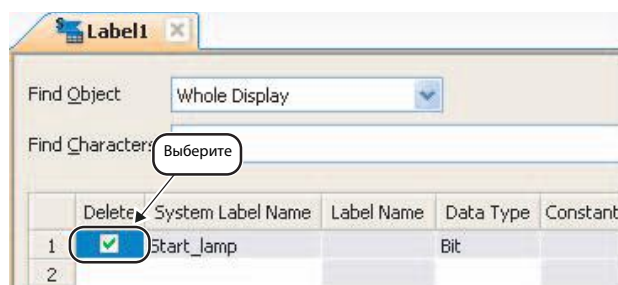 Label1
Find Object Whole Display
Find Character
Выберите
Delete System Label Name Label Name Data Type Constant
1 Start_lamp Bit
2